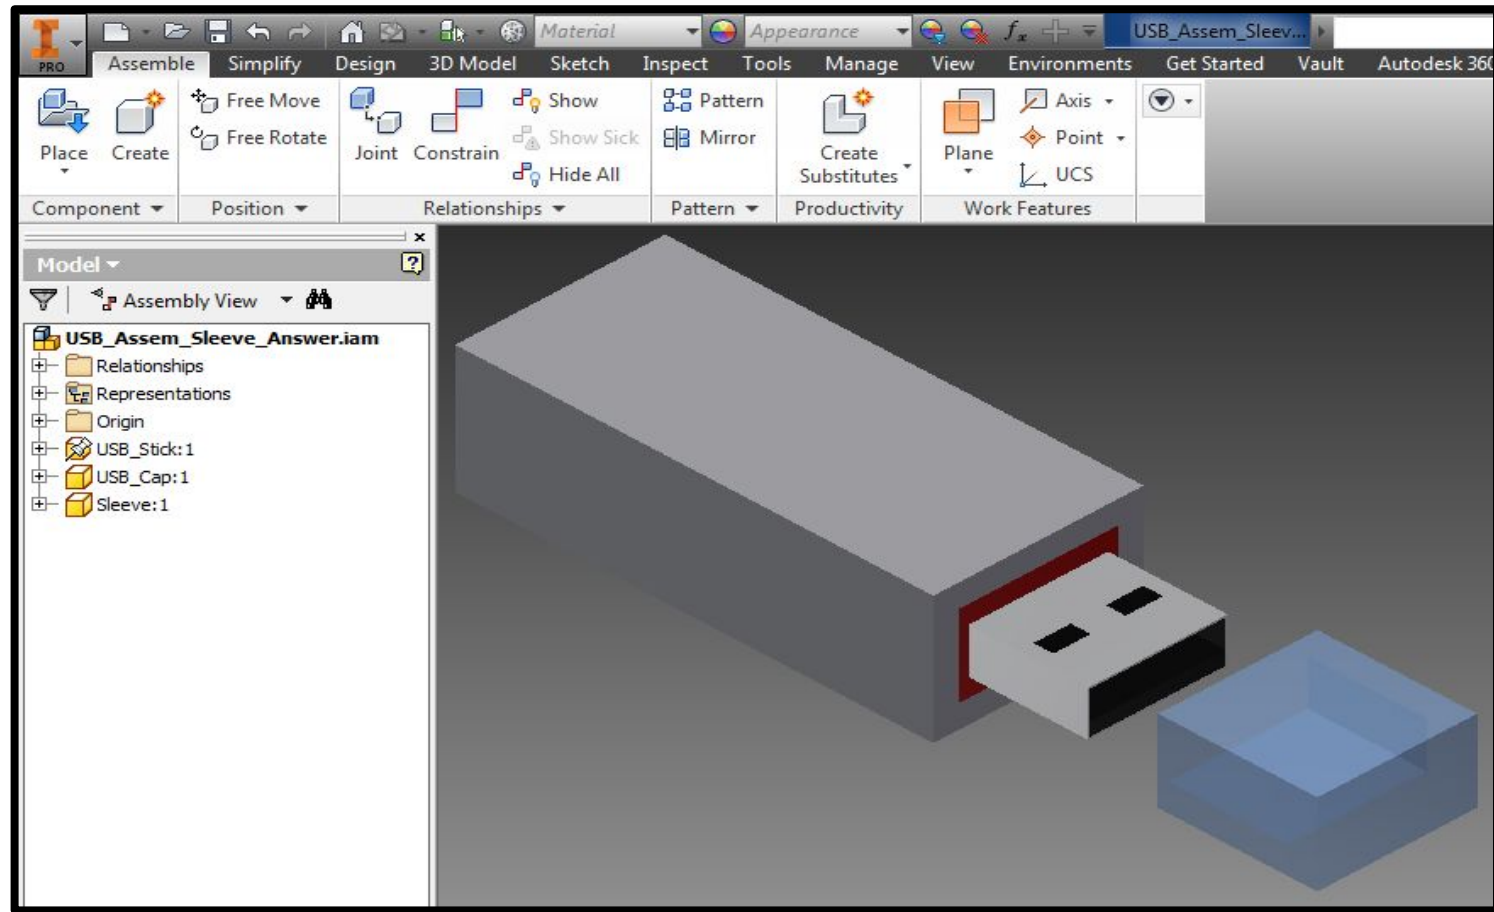 Material
Appearance
fx
USB_Assem_Sleev...
PRO
Assemble Simplify Design 3D Model Sketch Inspect Tools Manage View Environments Get Started Vault Autodesk 360
Place
Create
Free Move
Free Rotate
Joint
Constrain
Show
Show Sick
Hide All
Pattern
Mirror
Create
Substitutes
Plane
Axis
Point
UCS
Component Position Relationships Pattern Productivity Work Features
Model
Assembly View
USB_Assem_Sleeve_Answer.iam
Relationships
Representations
Origin
USB_Stick:1
USB_Cap:1
Sleeve:1